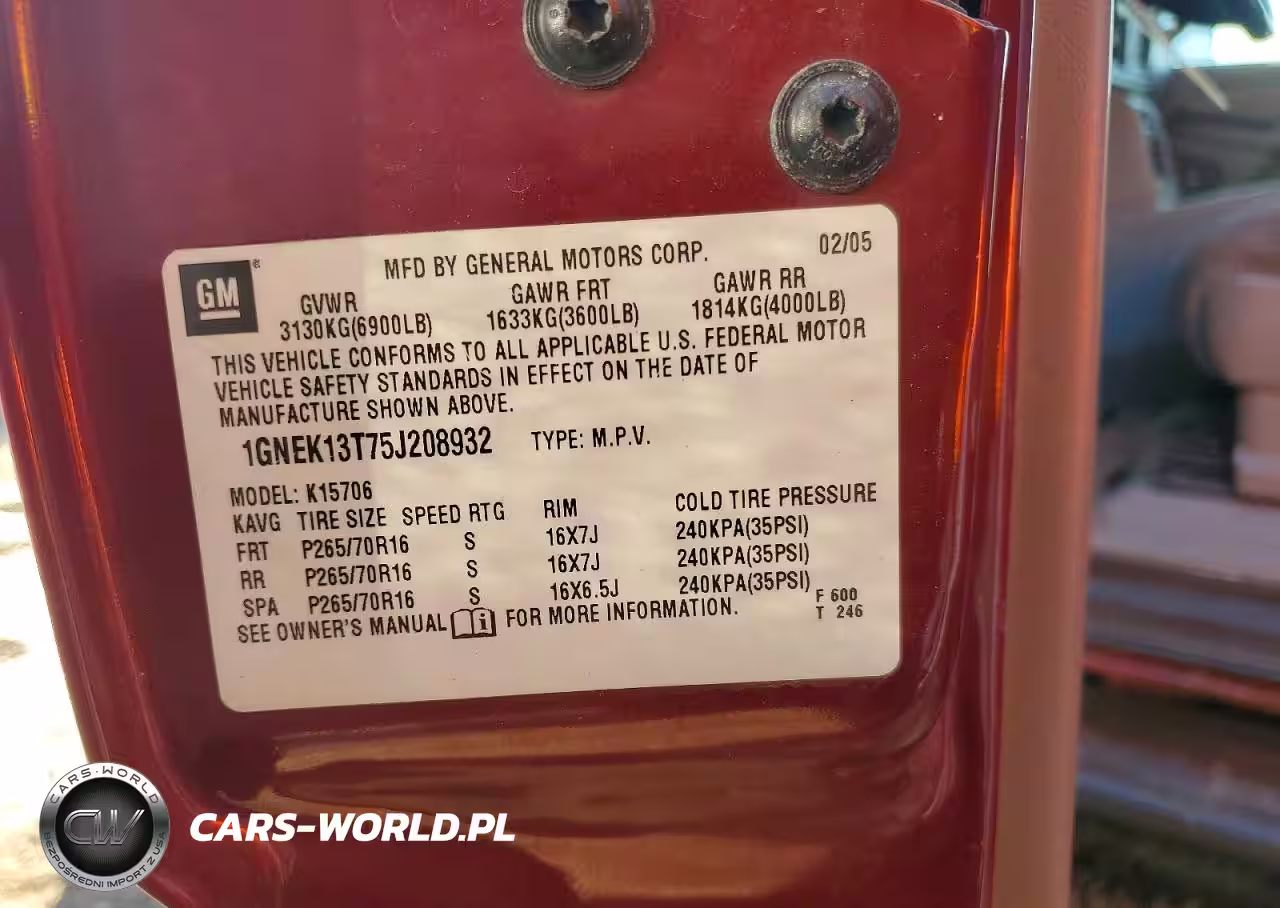 GM
MFD BY GENERAL MOTORS CORP. 02/05
GVWR GAWR FRT GAWR RR
3130KG(6900LB) 1633KG(3600LB) 1814KG(4000LB)
THIS VEHICLE CONFORMS TO ALL APPLICABLE U.S. FEDERAL MOTOR
VEHICLE SAFETY STANDARDS IN EFFECT ON THE DATE OF
MANUFACTURE SHOWN ABOVE.
1GNEK13T75J208932 TYPE: M.P.V.
MODEL: K15706
KAVG TIRE SIZE SPEED RTG RIM COLD TIRE PRESSURE
FRT P265/70R16 S 16X7J 240KPA(35PSI)
RR P265/70R16 S 16X7J 240KPA(35PSI)
SPA P265/70R16 S 16X6.5J 240KPA(35PSI)
SEE OWNER'S MANUAL FOR MORE INFORMATION.
F 600
T 246
CARS-WORLD
CW
BEZPOŚREDNI IMPORT Z USA
CARS-WORLD.PL